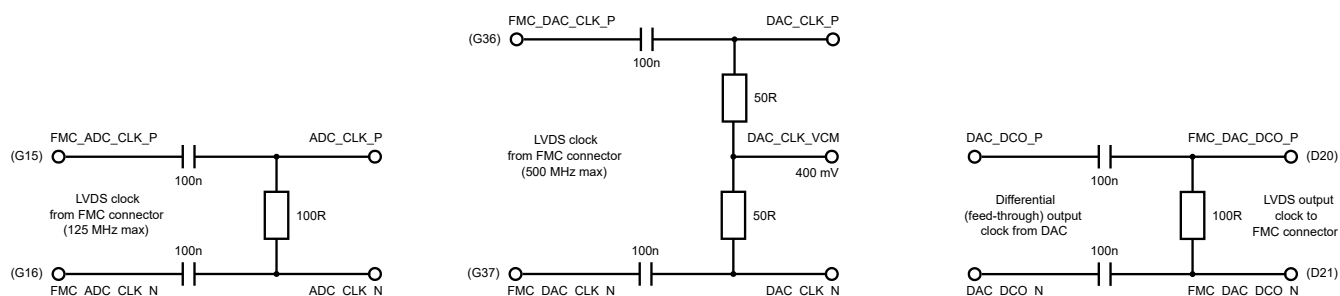 FMC_ADC_CLK_P
ADC_CLK_P
(G15)
100n
LVDS clock
from FMC connector
(125 MHz max)
100R
100n
(G16)
FMC_ADC_CLK_N
ADC_CLK_N
FMC_DAC_CLK_P
DAC_CLK_P
(G36)
100n
50R
LVDS clock
from FMC connector
(500 MHz max)
DAC_CLK_VCM
400 mV
50R
100n
(G37)
FMC_DAC_CLK_N
DAC_CLK_N
DAC_DCO_P
FMC_DAC_DCO_P
(D20)
100n
Differential
(feed-through) output
clock from DAC
100R
LVDS output
clock to
FMC connector
100n
(D21)
DAC_DCO_N
FMC_DAC_DCO_N